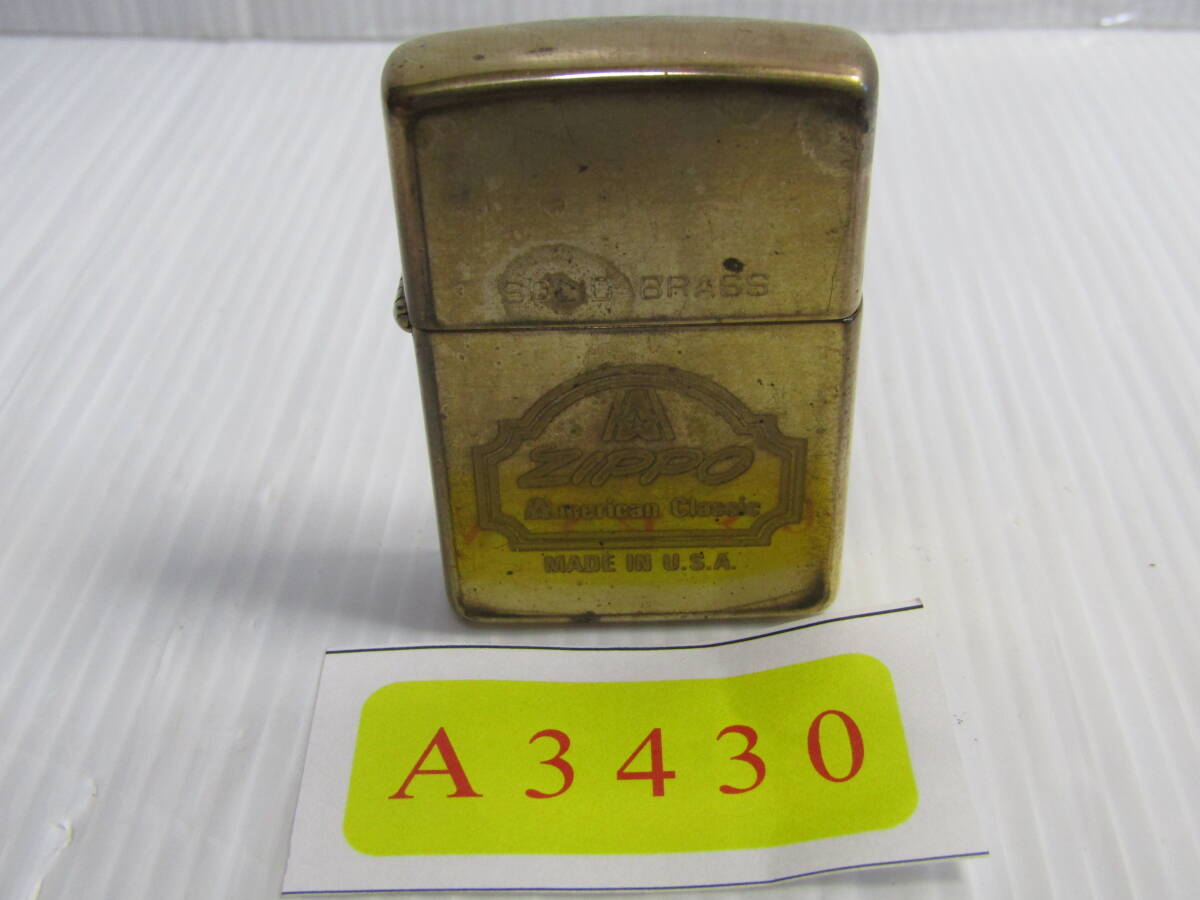 SOLID BRASS
ZIPPO
American Classic
MADE IN U.S.A.
A3430